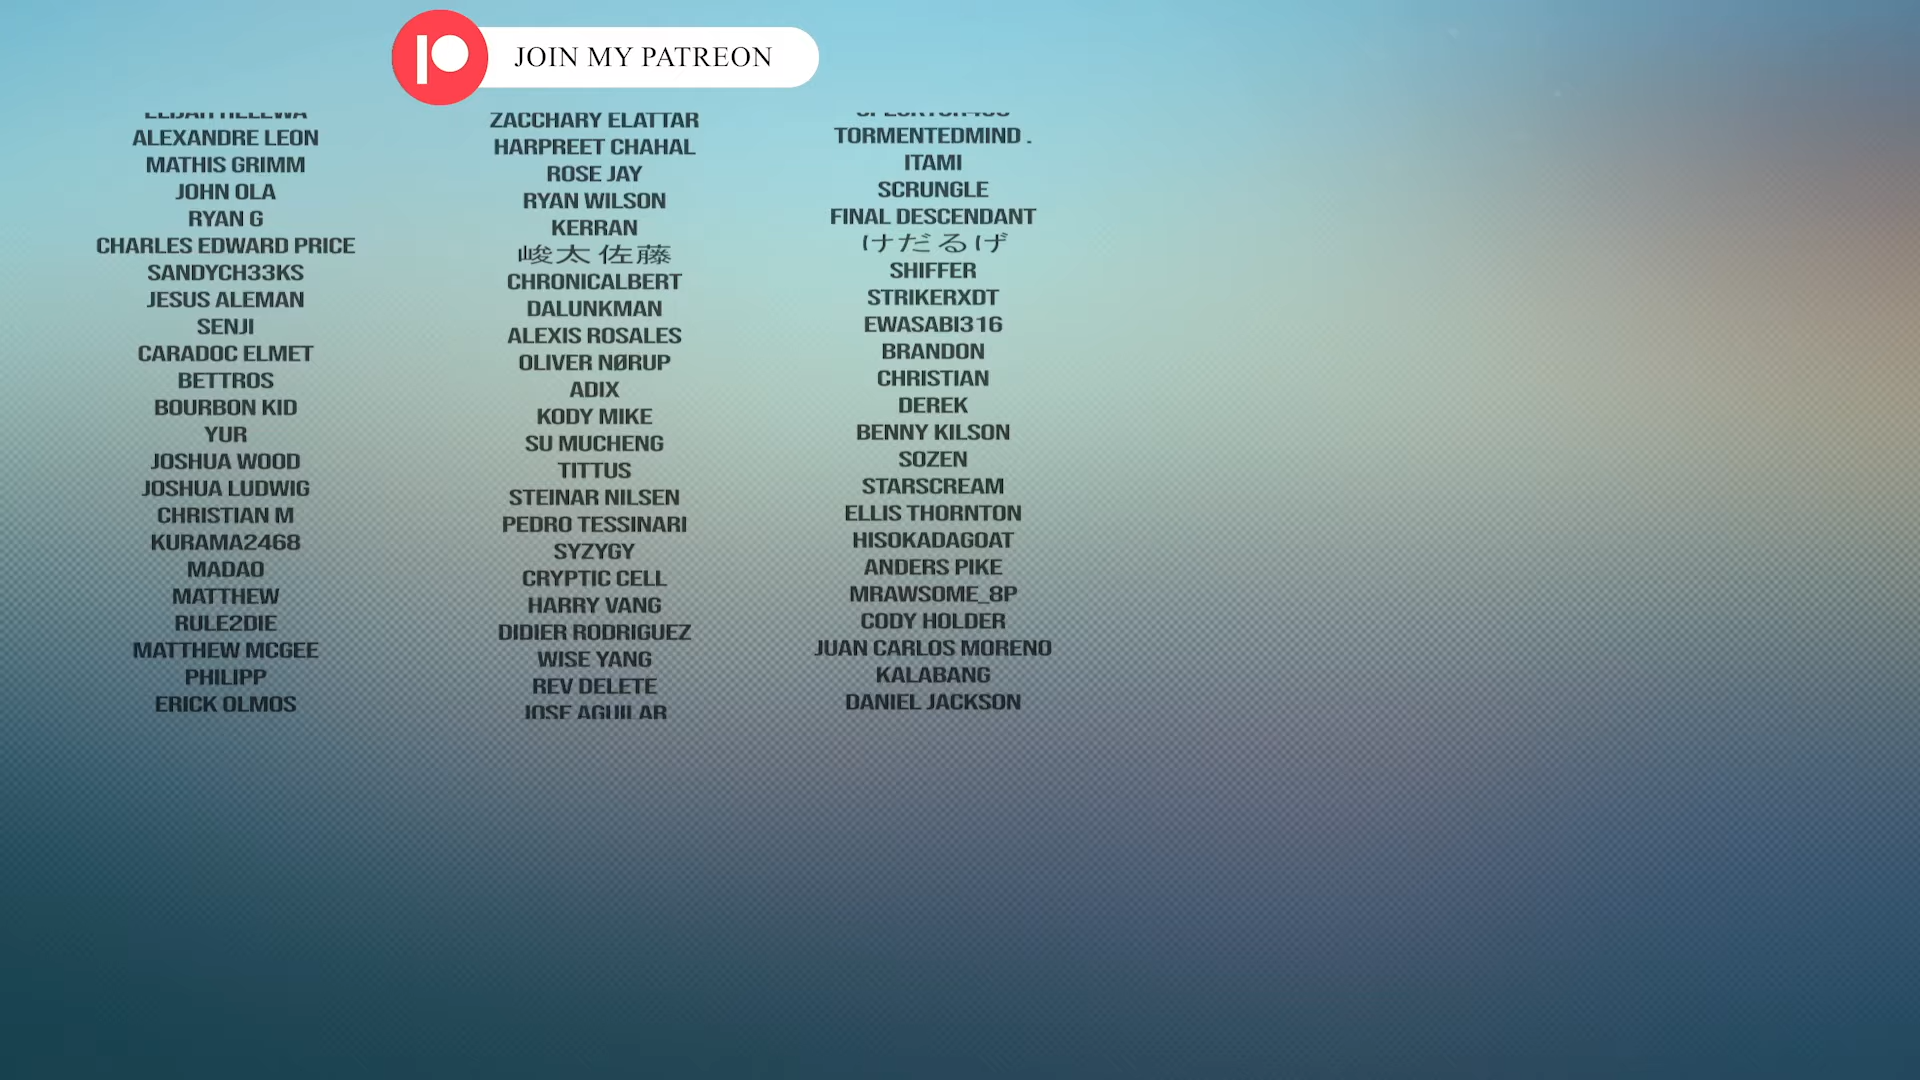 JOIN MY PATREON
ALEXANDRE LEON
MATHIS GRIMM
JOHN OLA
RYAN G
CHARLES EDWARD PRICE
SANDYCH33KS
JESUS ALEMAN
SENJI
CARADOC ELMET
BETTROS
BOURBON KID
YUR
JOSHUA WOOD
JOSHUA LUDWIG
CHRISTIAN M
KURAMA2468
MADAO
MATTHEW
RULE2DIE
MATTHEW MCGEE
PHILIPP
ERICK OLMOS
ZACCHARY ELATTAR
HARPREET CHAHAL
ROSE JAY
RYAN WILSON
KERRAN
峻太 佐藤
CHRONICALBERT
DALUNKMAN
ALEXIS ROSALES
OLIVER NØRUP
ADIX
KODY MIKE
SU MUCHENG
TITTUS
STEINAR NILSEN
PEDRO TESSINARI
SYZYGY
CRYPTIC CELL
HARRY VANG
DIDIER RODRIGUEZ
WISE YANG
REV DELETE
JOSE AGUILAR
TORMENTEDMIND .
ITAMI
SCRUNGLE
FINAL DESCENDANT
けだるげ
SHIFFER
STRIKERXDT
EWASABI316
BRANDON
CHRISTIAN
DEREK
BENNY KILSON
SOZEN
STARSCREAM
ELLIS THORNTON
HISOKADAGOAT
ANDERS PIKE
MRAWSOME_8P
CODY HOLDER
JUAN CARLOS MORENO
KALABANG
DANIEL JACKSON